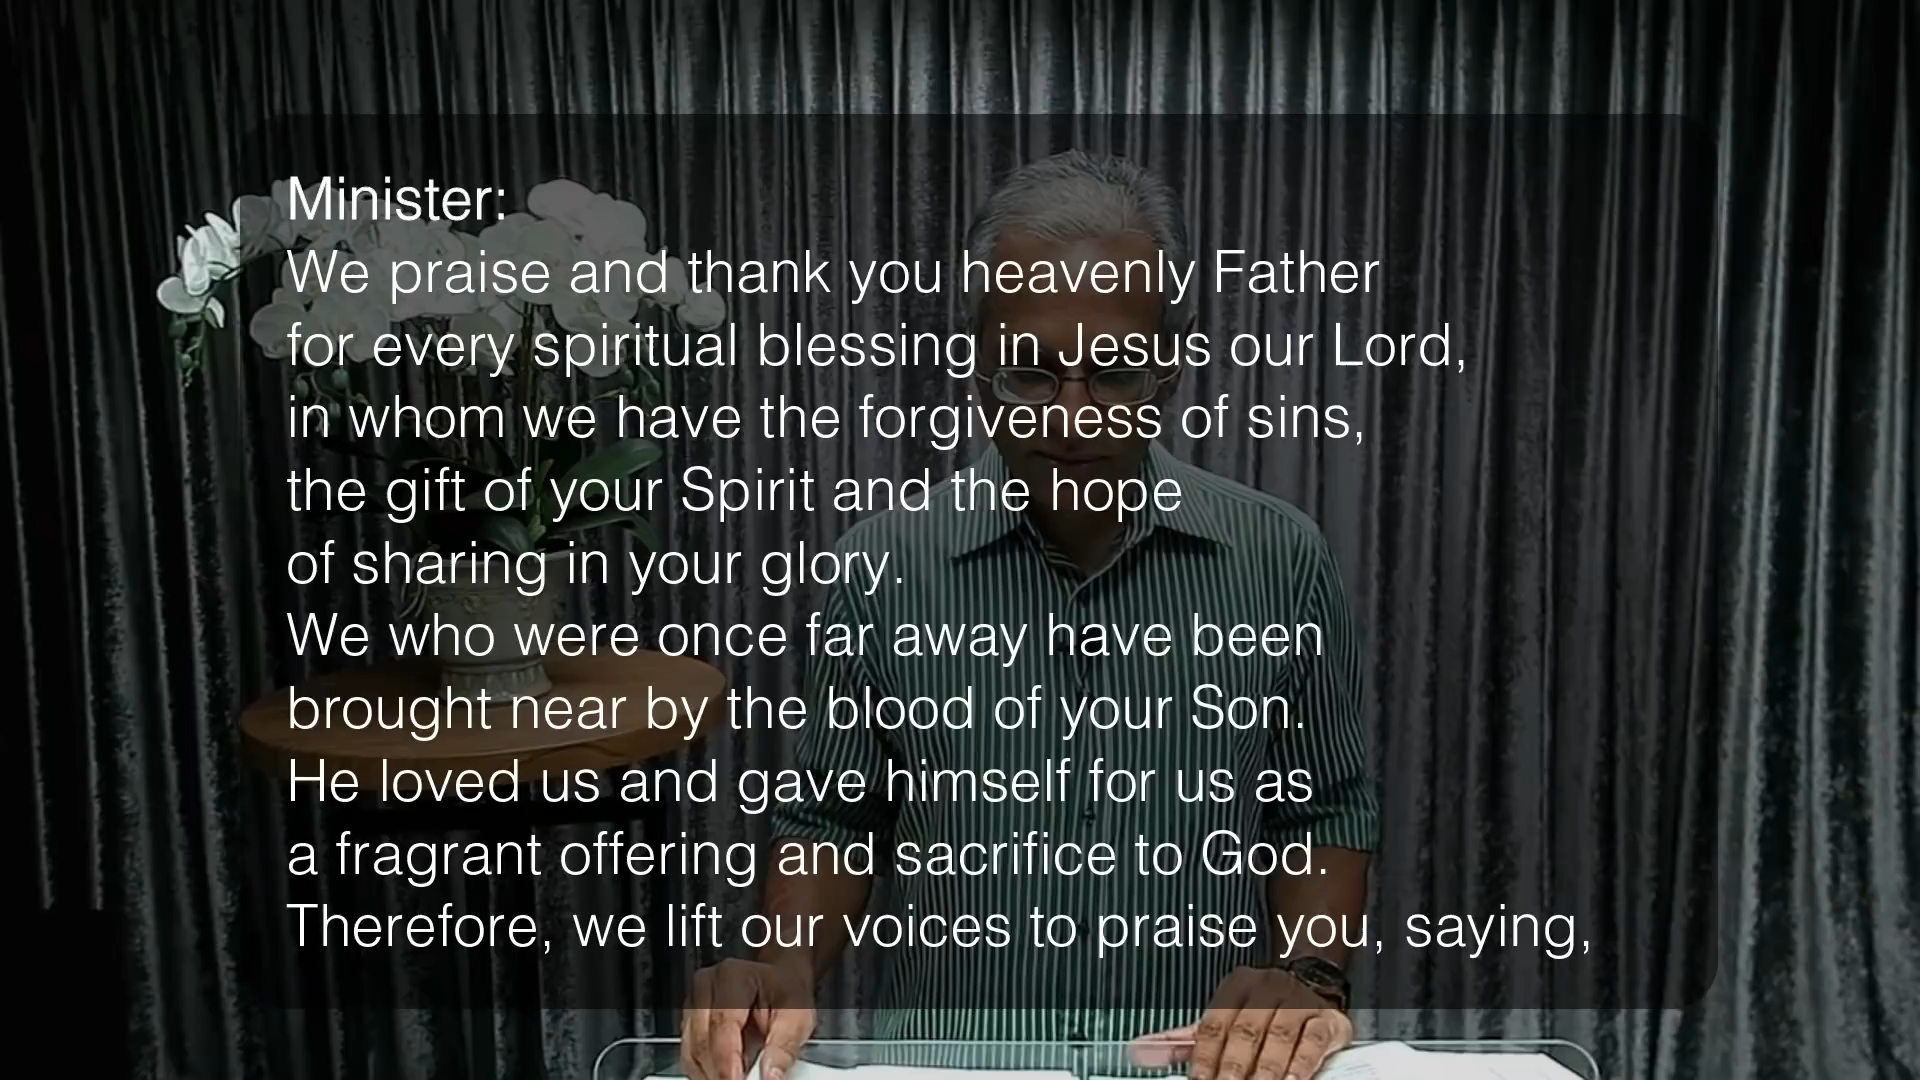 Minister:
We praise and thank you heavenly Father
for every spiritual blessing in Jesus our Lord,
in whom we have the forgiveness of sins,
the gift of your Spirit and the hope
of sharing in your glory.
We who were once far away have been
brought near by the blood of your Son.
He loved us and gave himself for us as
a fragrant offering and sacrifice to God.
Therefore, we lift our voices to praise you, saying,